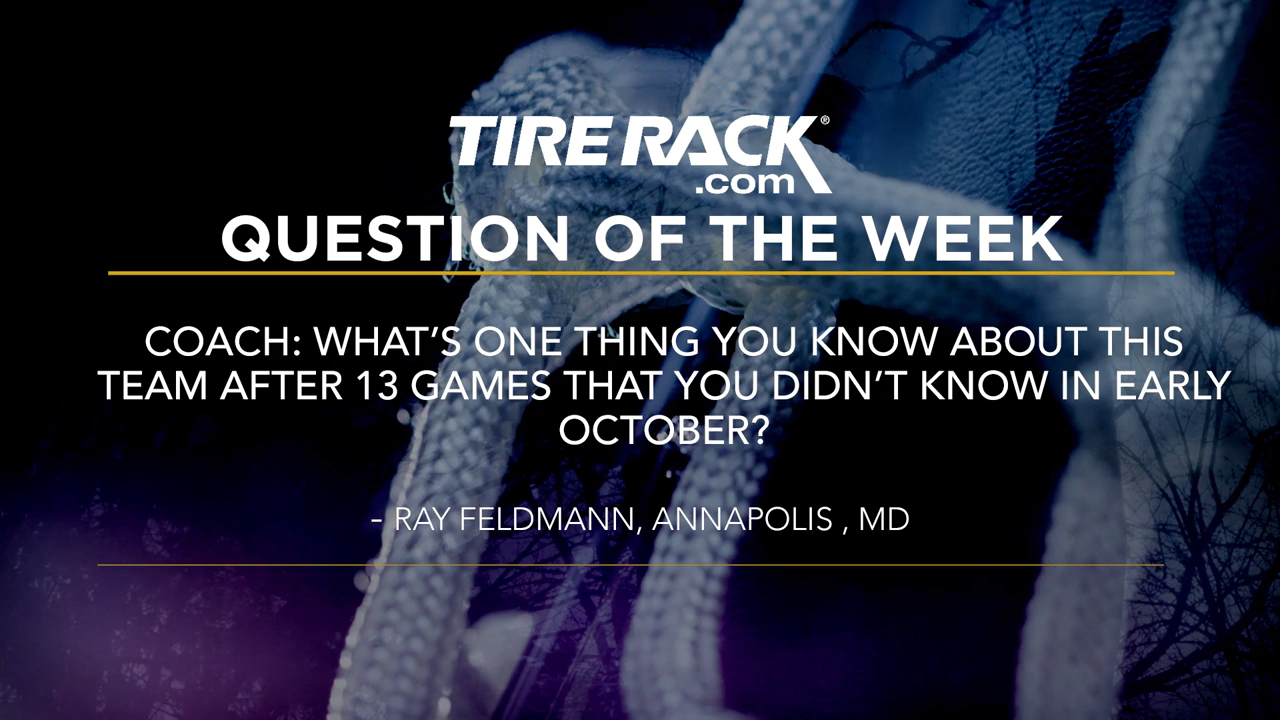 TIRE RACK®
.com
QUESTION OF THE WEEK
COACH: WHAT’S ONE THING YOU KNOW ABOUT THIS
TEAM AFTER 13 GAMES THAT YOU DIDN’T KNOW IN EARLY
OCTOBER?
– RAY FELDMANN, ANNAPOLIS , MD